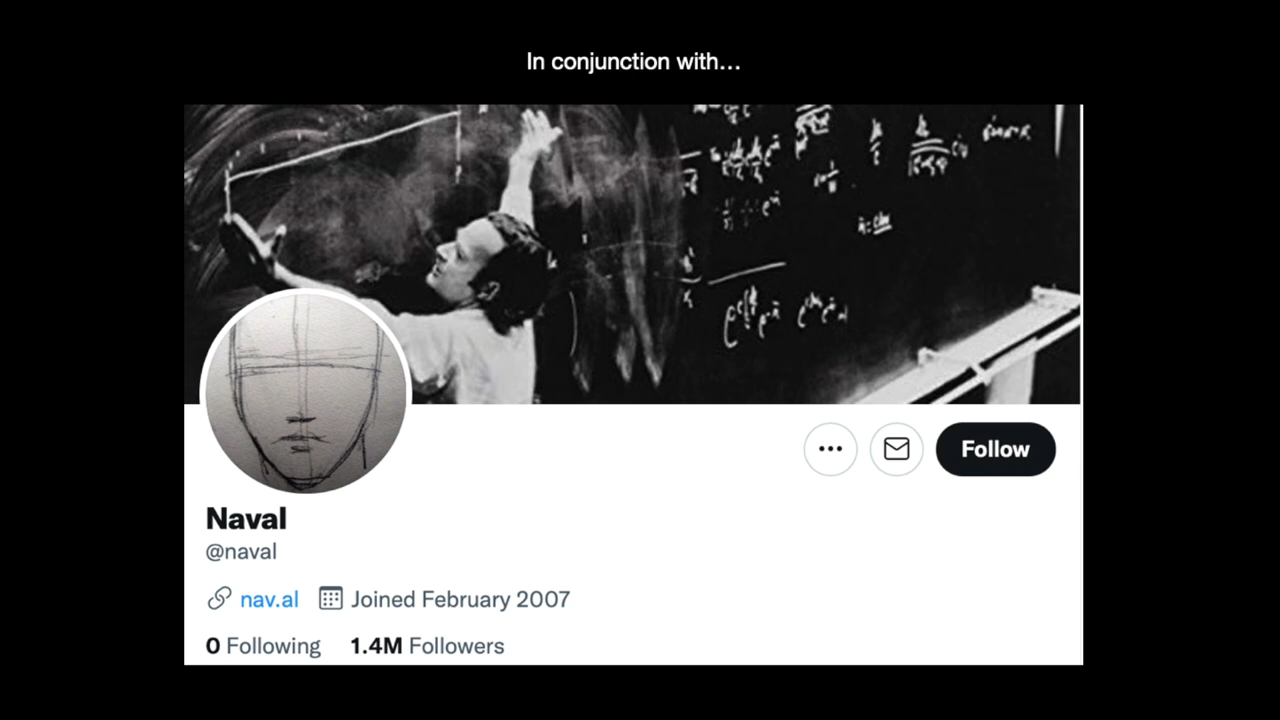 In conjunction with...
Follow
Naval
@naval
nav.al Joined February 2007
0 Following 1.4M Followers